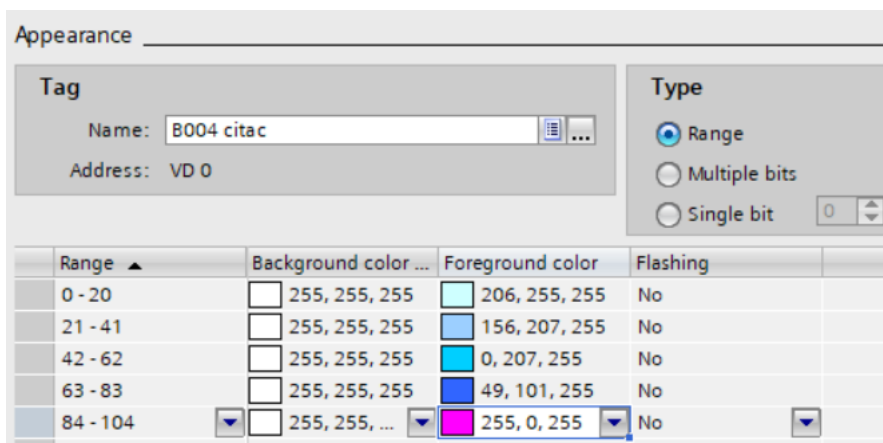 Appearance
Tag
Name: B004 citac ...
Address: VD 0
Type
Range
Multiple bits
Single bit 0
Range Background color ... Foreground color Flashing
0 - 20 255, 255, 255 206, 255, 255 No
21 - 41 255, 255, 255 156, 207, 255 No
42 - 62 255, 255, 255 0, 207, 255 No
63 - 83 255, 255, 255 49, 101, 255 No
84 - 104 255, 255, ... 255, 0, 255 No